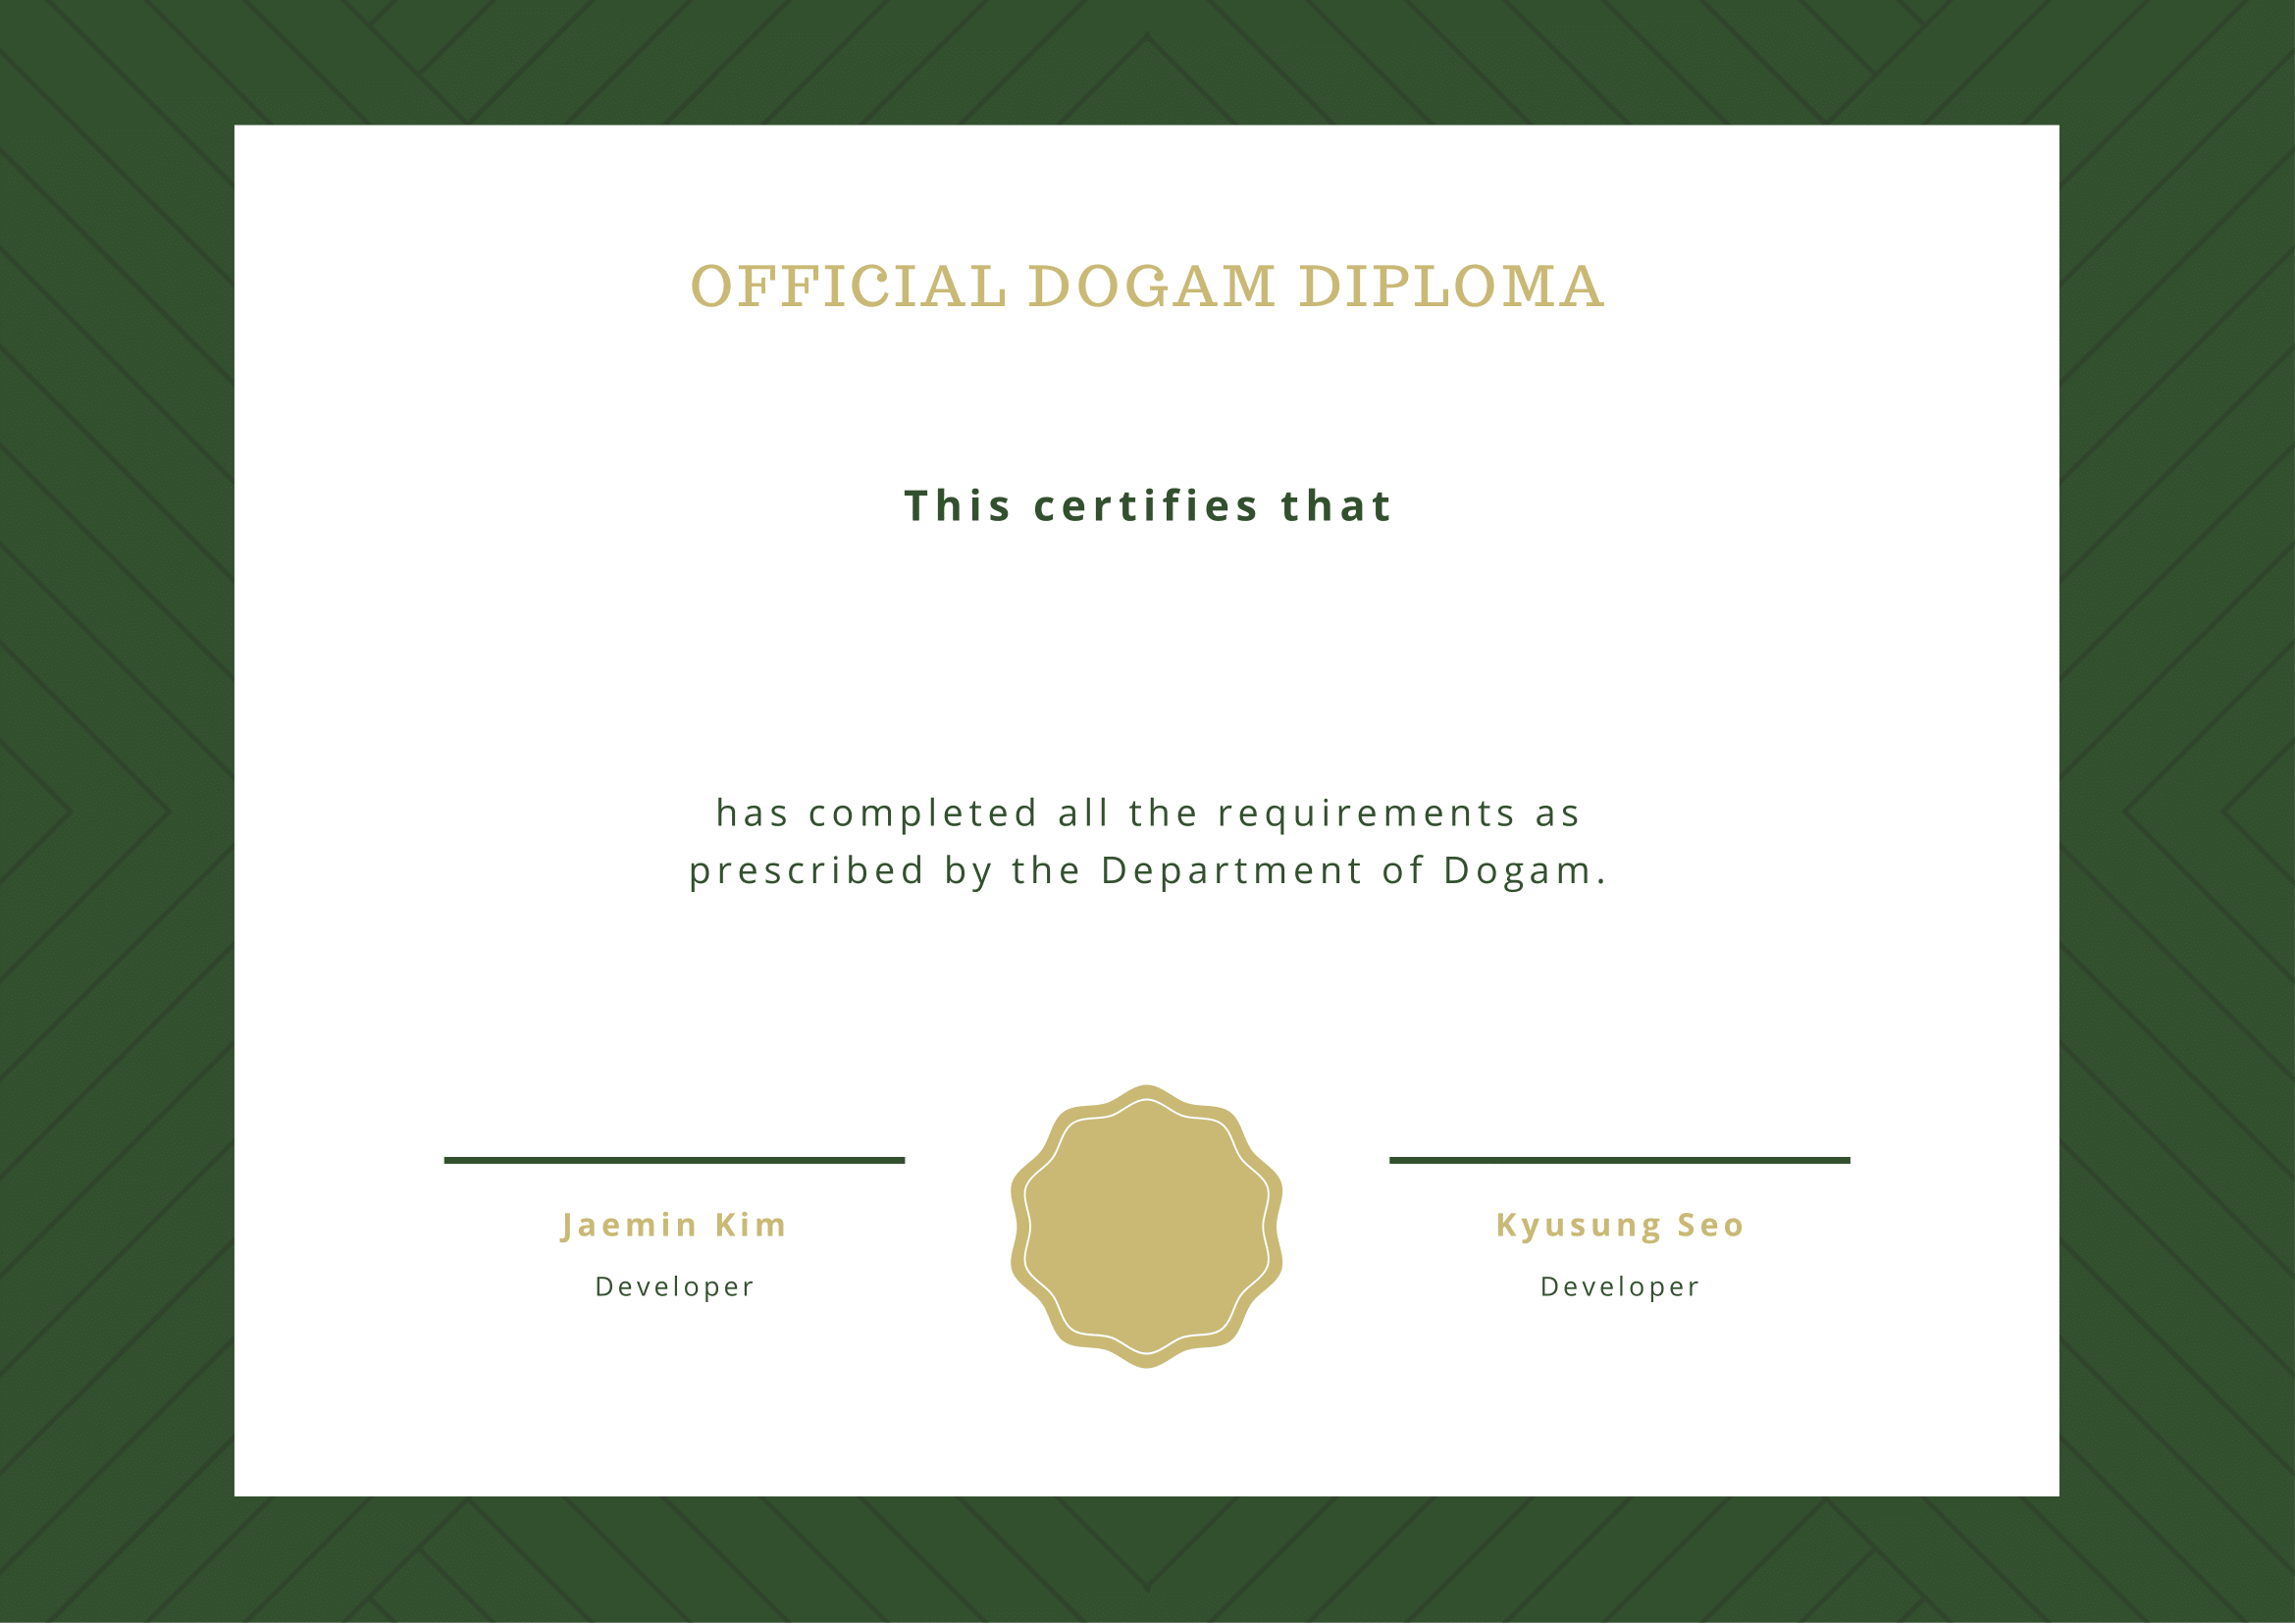 OFFICIAL DOGAM DIPLOMA
This certifies that
has completed all the requirements as
prescribed by the Department of Dogam.
Jaemin Kim
Developer
Kyusung Seo
Developer